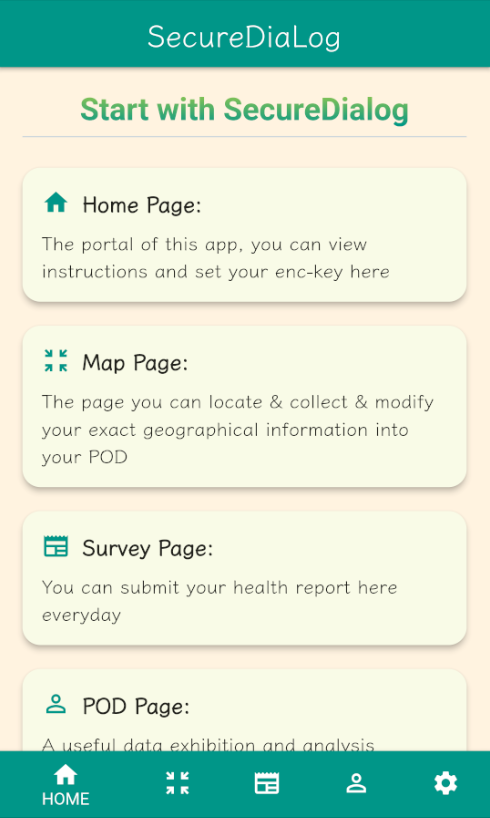 SecureDiaLog
Start with SecureDialog
Home Page:
The portal of this app, you can view
instructions and set your enc-key here
Map Page:
The page you can locate & collect & modify
your exact geographical information into
your POD
Survey Page:
You can submit your health report here
everyday
POD Page:
A useful data exhibition and analysis
HOME